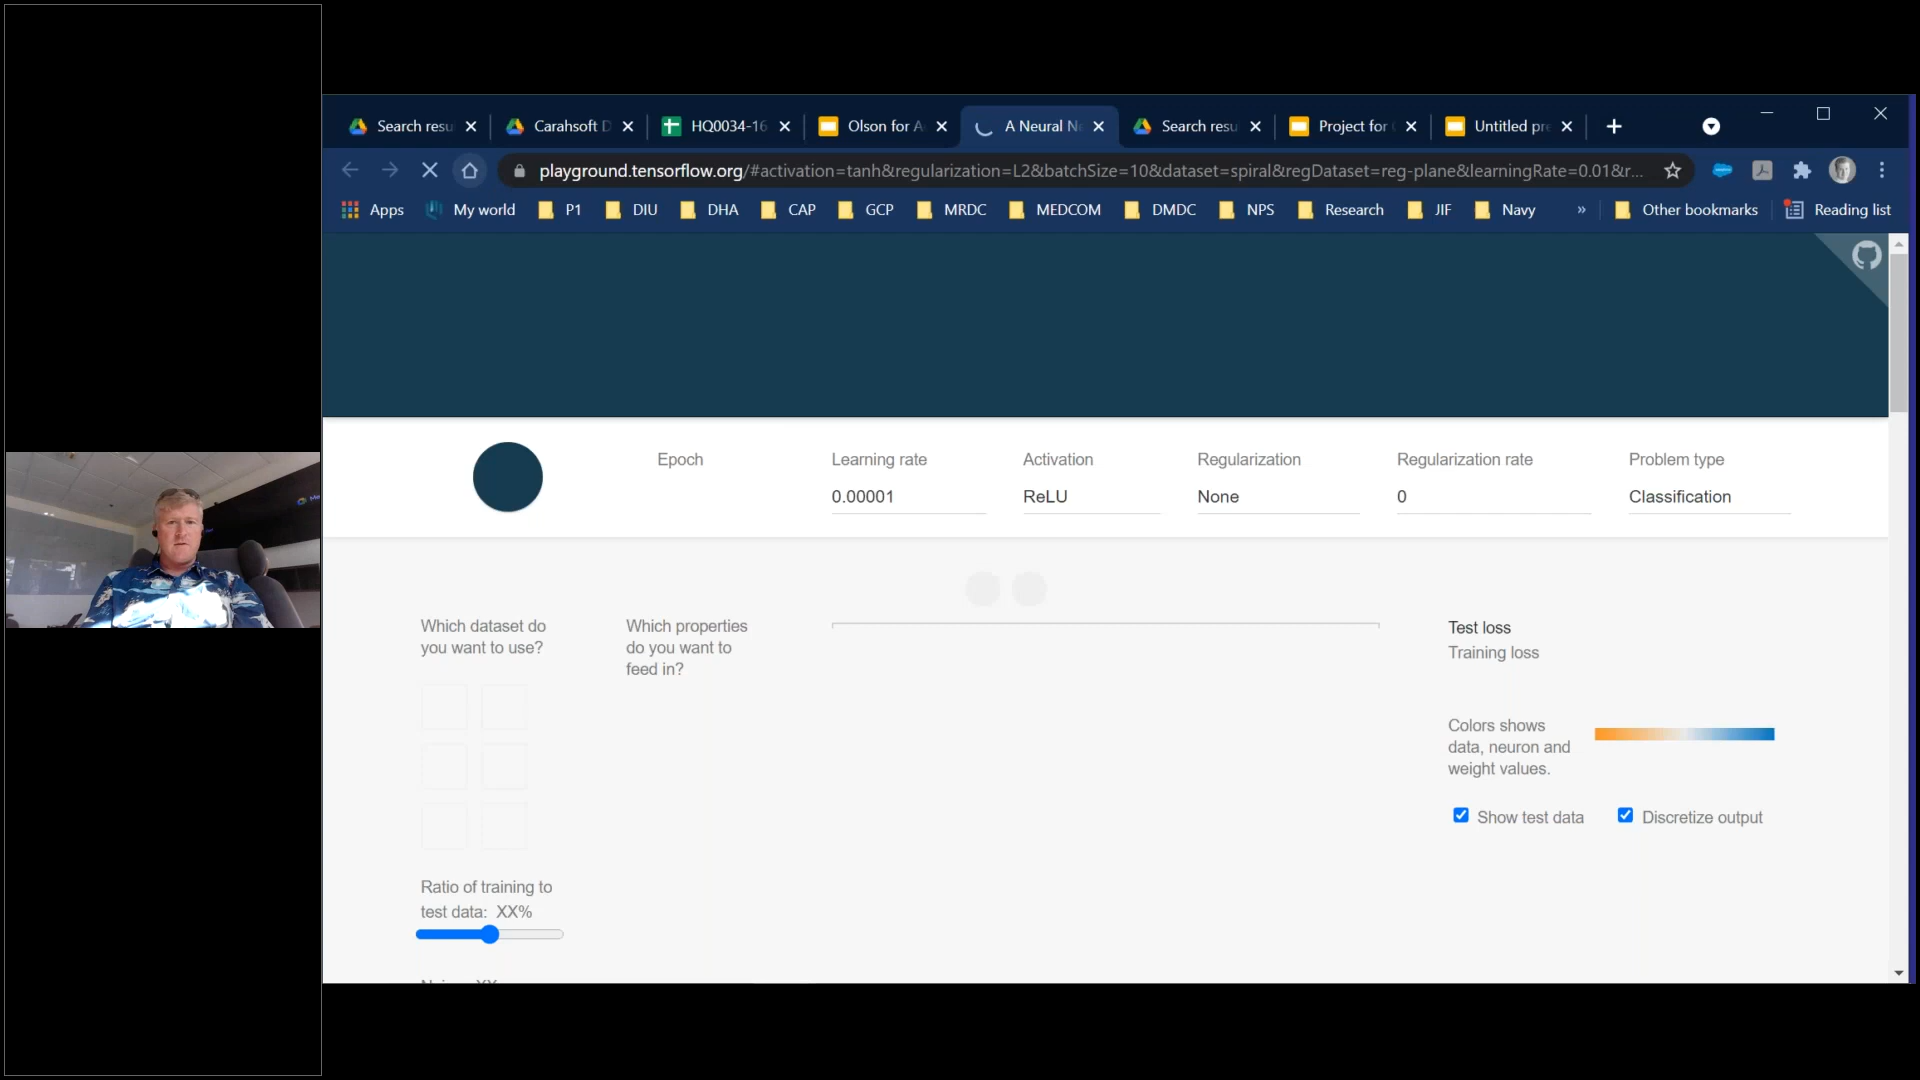 Search resu
Carahsoft D
HQ0034-16
Olson for A
A Neural N
Search resu
Project for
Untitled pre
playground.tensorflow.org/#activation=tanh&regularization=L2&batchSize=10&dataset=spiral&regDataset=reg-plane&learningRate=0.01&r...
Apps My world P1 DIU DHA CAP GCP MRDC MEDCOM DMDC NPS Research JIF Navy » Other bookmarks Reading list
Epoch
Learning rate
0.00001
Activation
ReLU
Regularization
None
Regularization rate
0
Problem type
Classification
Which dataset do
you want to use?
Ratio of training to
test data: XX%
Which properties
do you want to
feed in?
Test loss
Training loss
Colors shows
data, neuron and
weight values.
Show test data
Discretize output